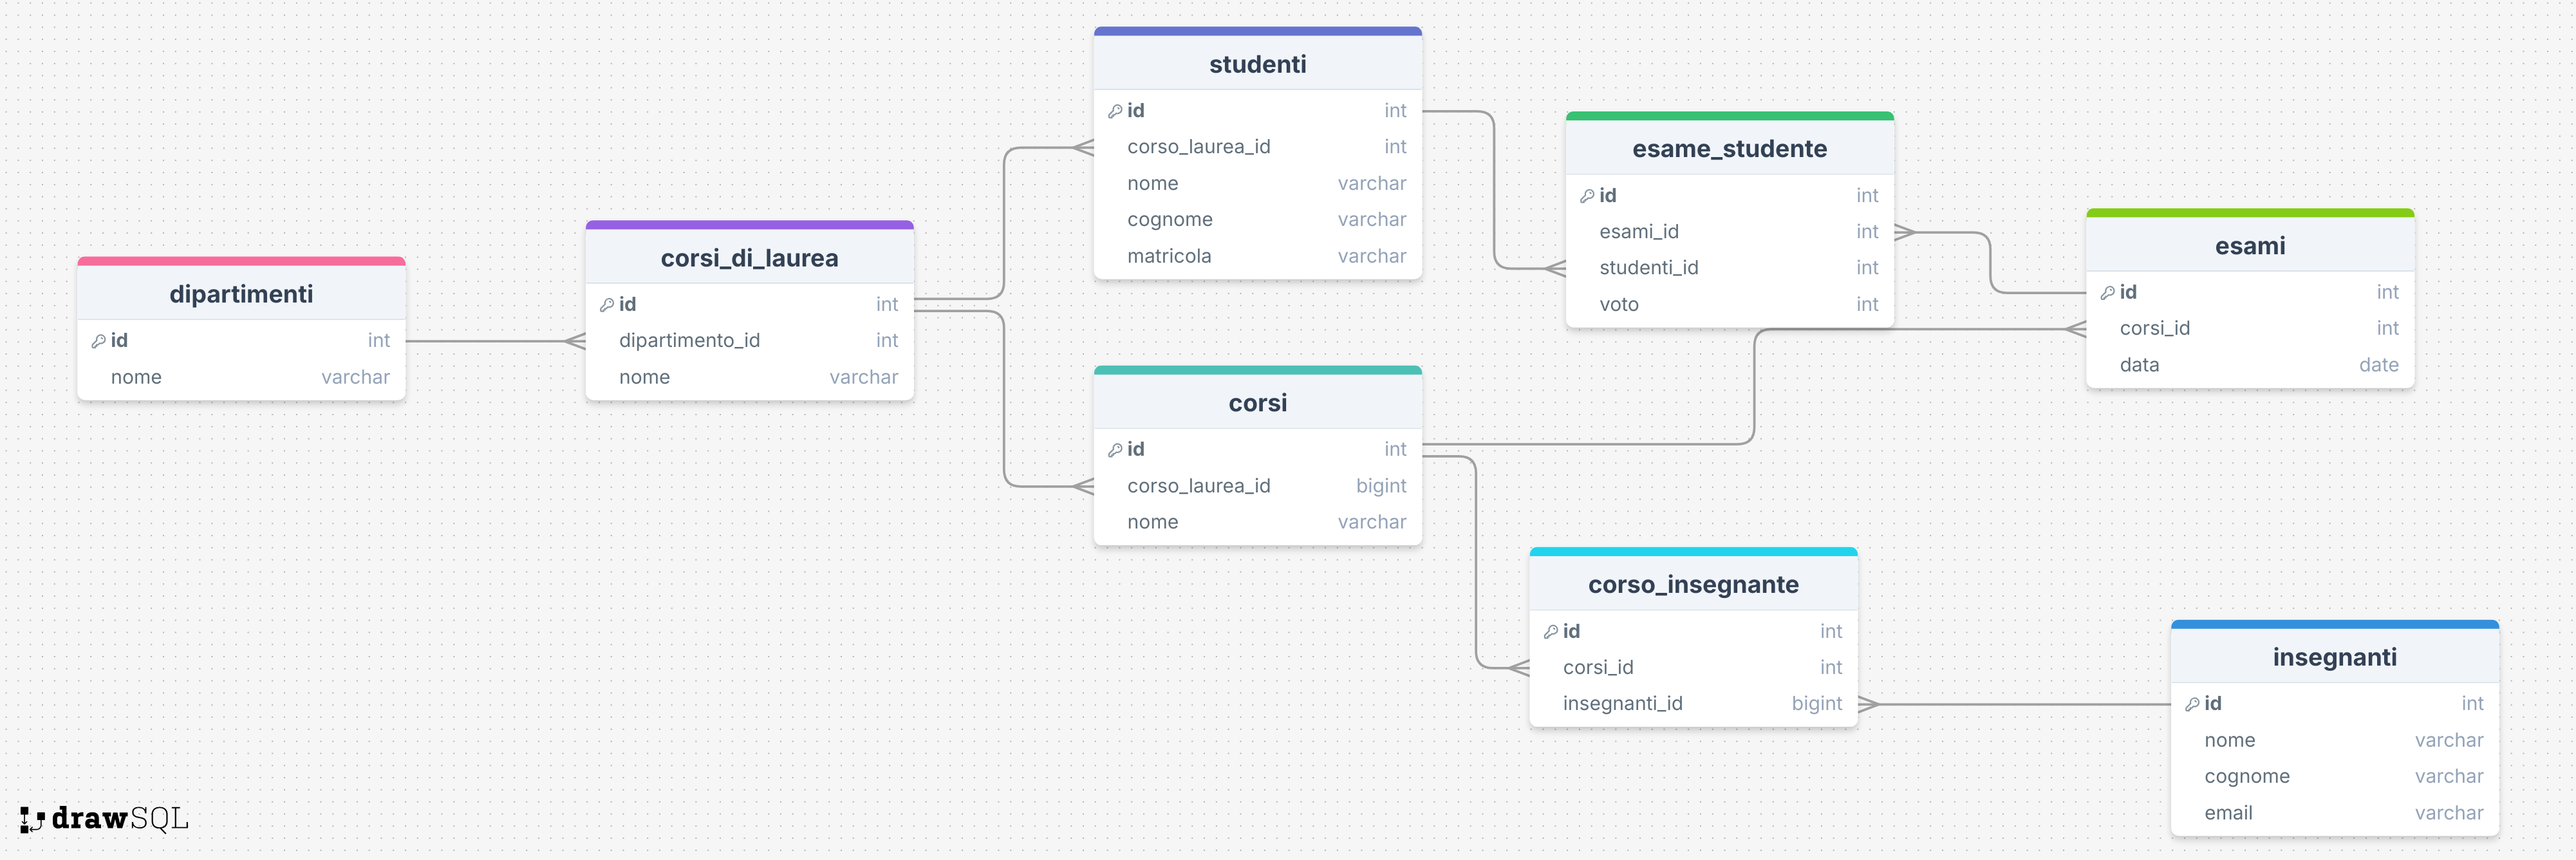 dipartimenti
id int
nome varchar
corsi_di_laurea
id int
dipartimento_id int
nome varchar
studenti
id int
corso_laurea_id int
nome varchar
cognome varchar
matricola varchar
corsi
id int
corso_laurea_id bigint
nome varchar
esame_studente
id int
esami_id int
studenti_id int
voto int
esami
id int
corsi_id int
data date
corso_insegnante
id int
corsi_id int
insegnanti_id bigint
insegnanti
id int
nome varchar
cognome varchar
email varchar
drawSQL